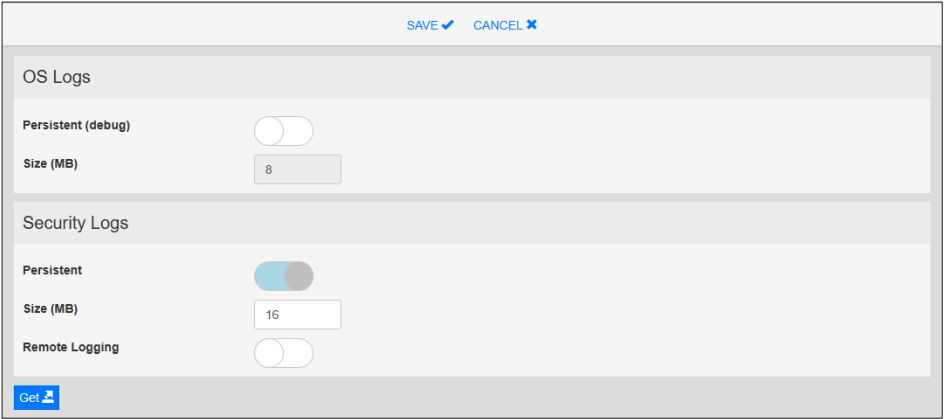 SAVE CANCEL
OS Logs
Persistent (debug)
Size (MB) 8
Security Logs
Persistent
Size (MB) 16
Remote Logging
Get